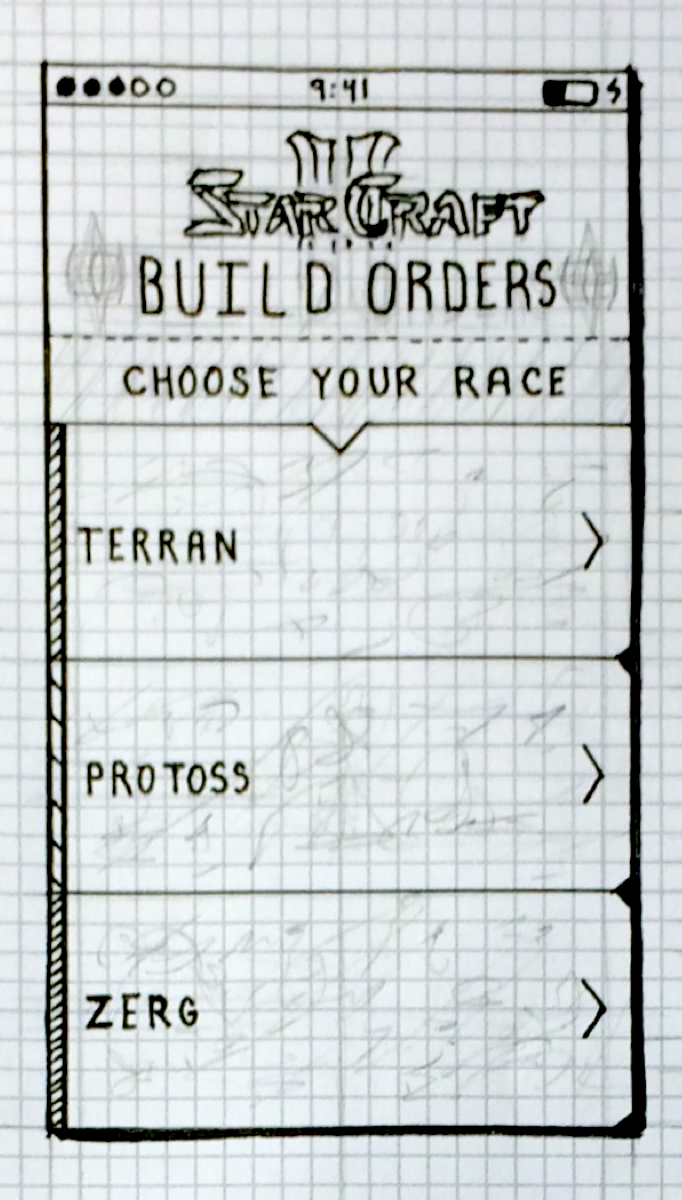 9:41
STARCRAFT
BUILD ORDERS
CHOOSE YOUR RACE
TERRAN
PROTOSS
ZERG